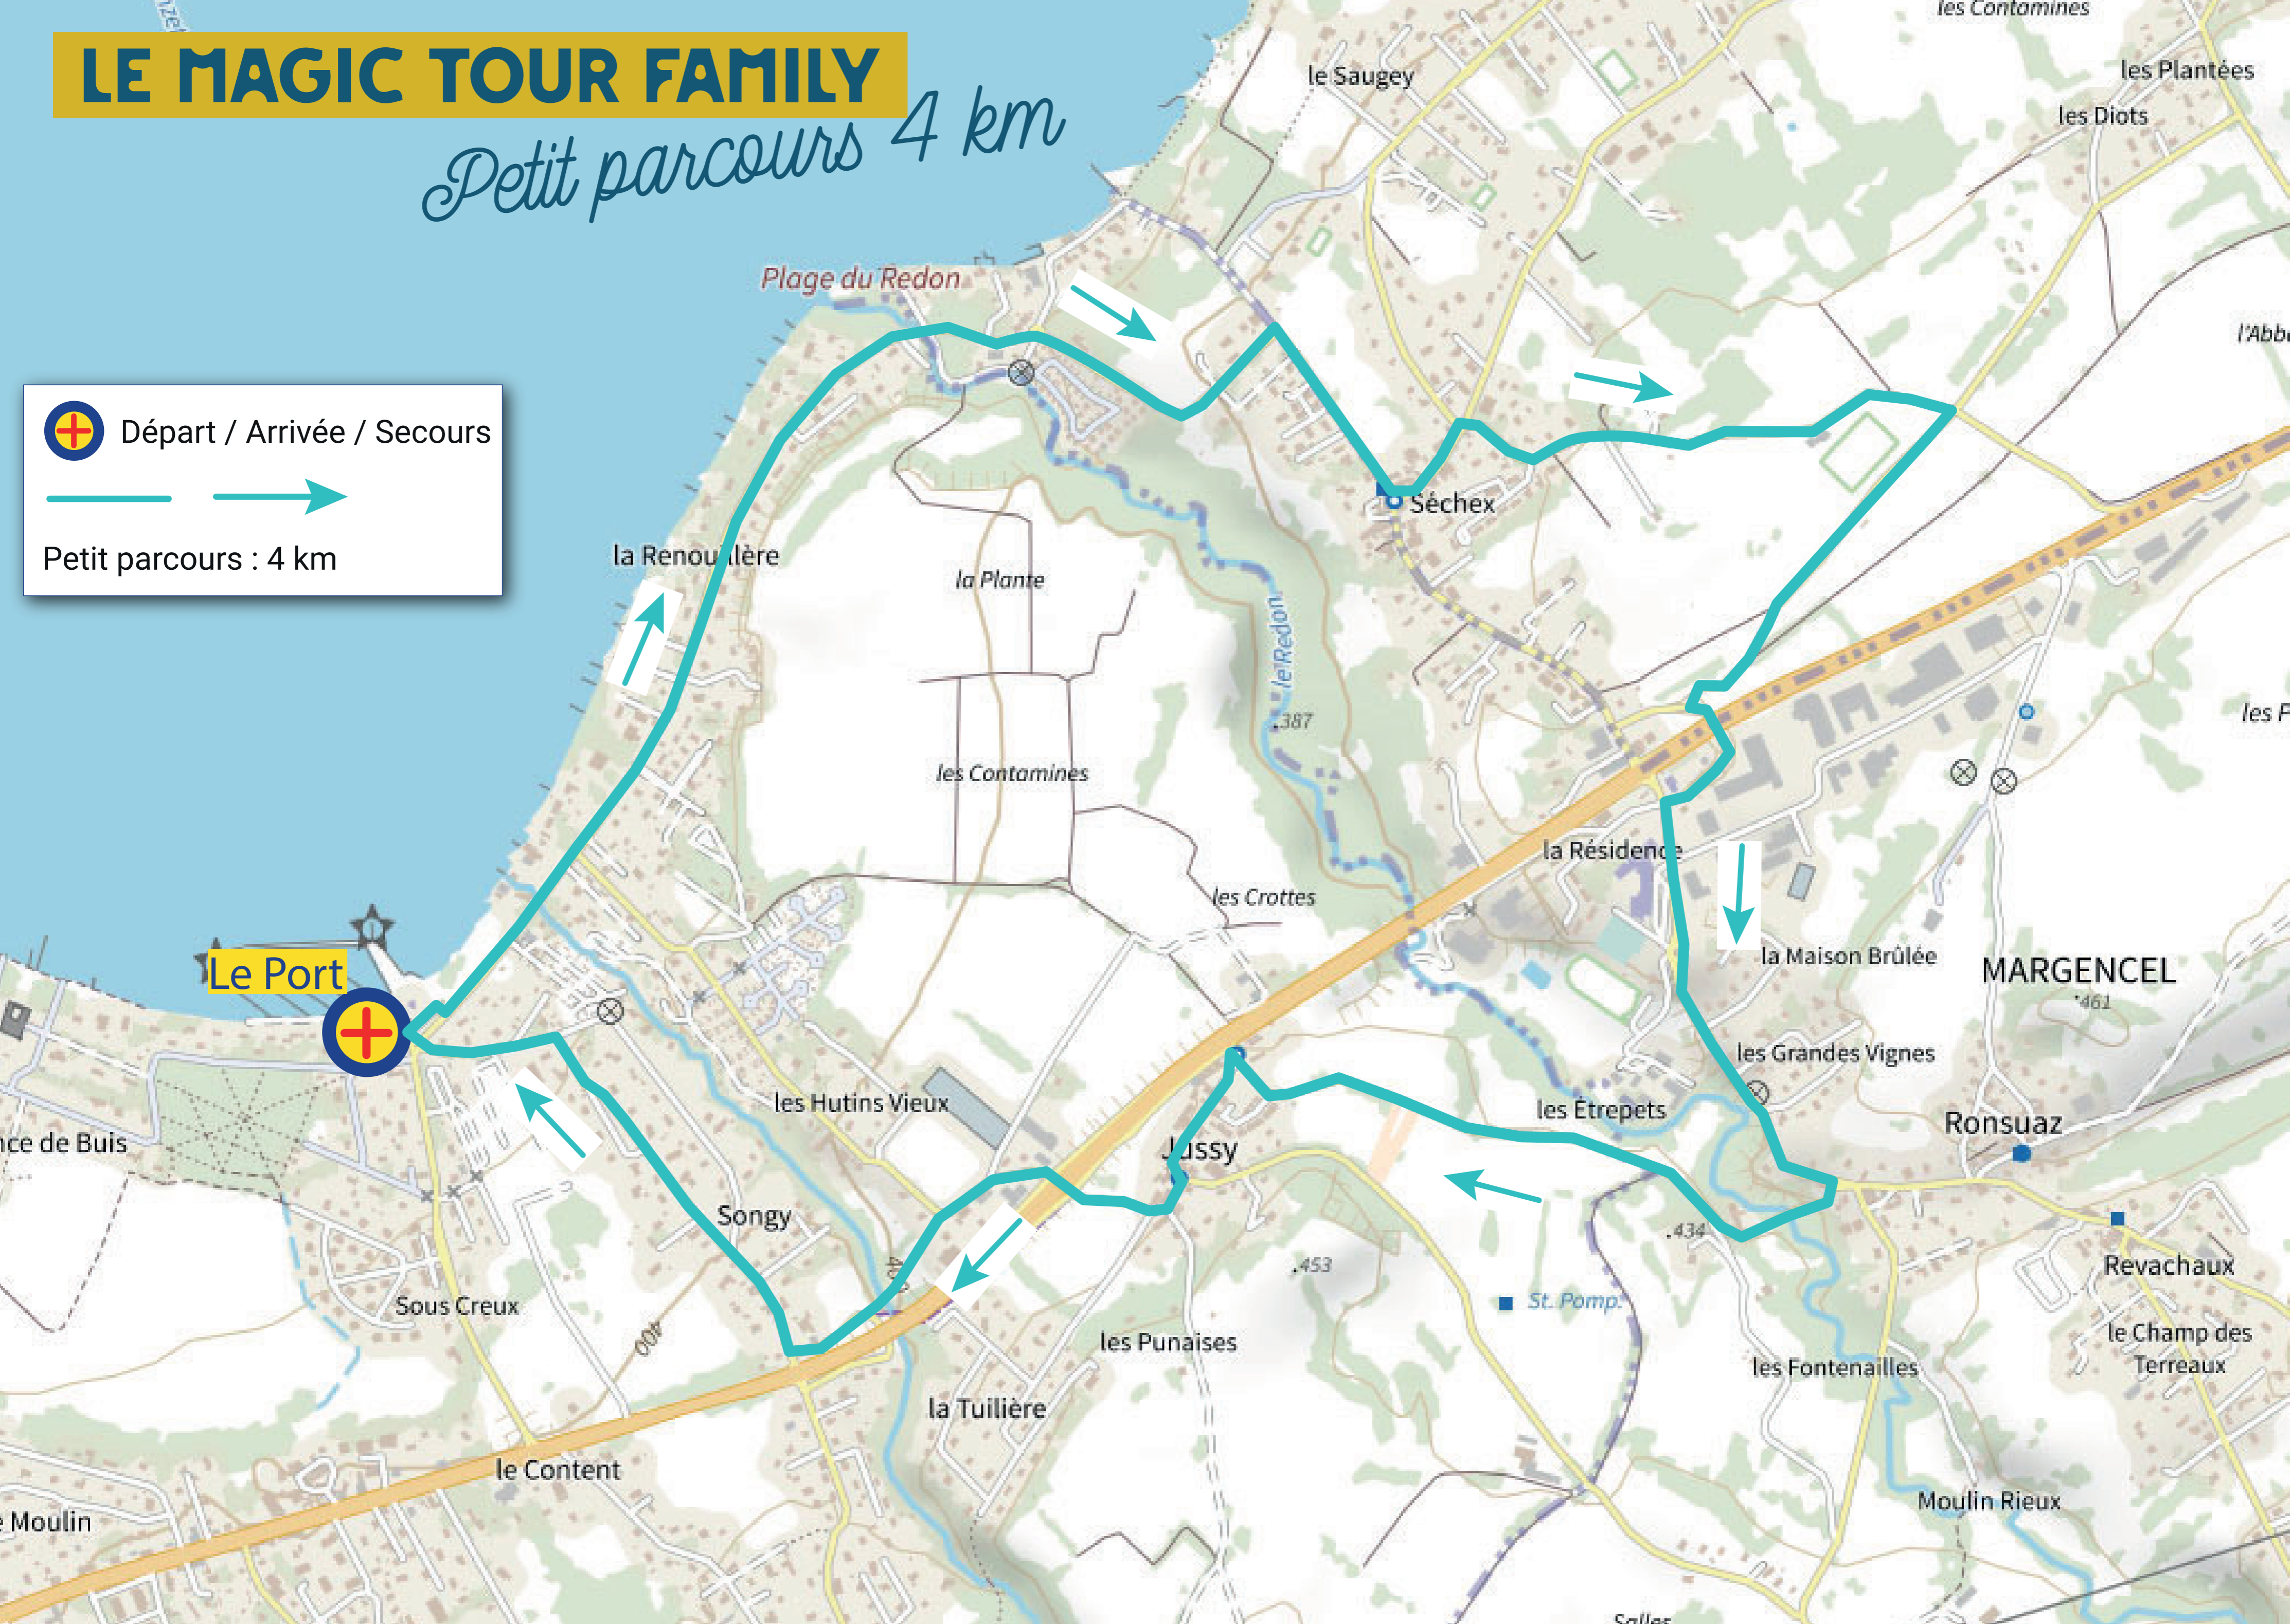 LE MAGIC TOUR FAMILY
Petit parcours 4 km
les Contamines
le Saugey
les Plantées
les Diots
Plage du Redon
l'Abb
Départ / Arrivée / Secours
Petit parcours : 4 km
Séchex
la Renouillère
la Plante
le Redon
387
les P
les Contamines
la Résidence
les Crottes
la Maison Brûlée
MARGENCEL
461
Le Port
les Grandes Vignes
les Hutins Vieux
les Étrepets
Ronsuaz
nce de Buis
Jussy
Songy
434
453
Revachaux
St. Pomp.
Sous Creux
400
les Punaises
le Champ des
Terreaux
les Fontenailles
la Tuilière
le Content
Moulin Rieux
e Moulin
Salles